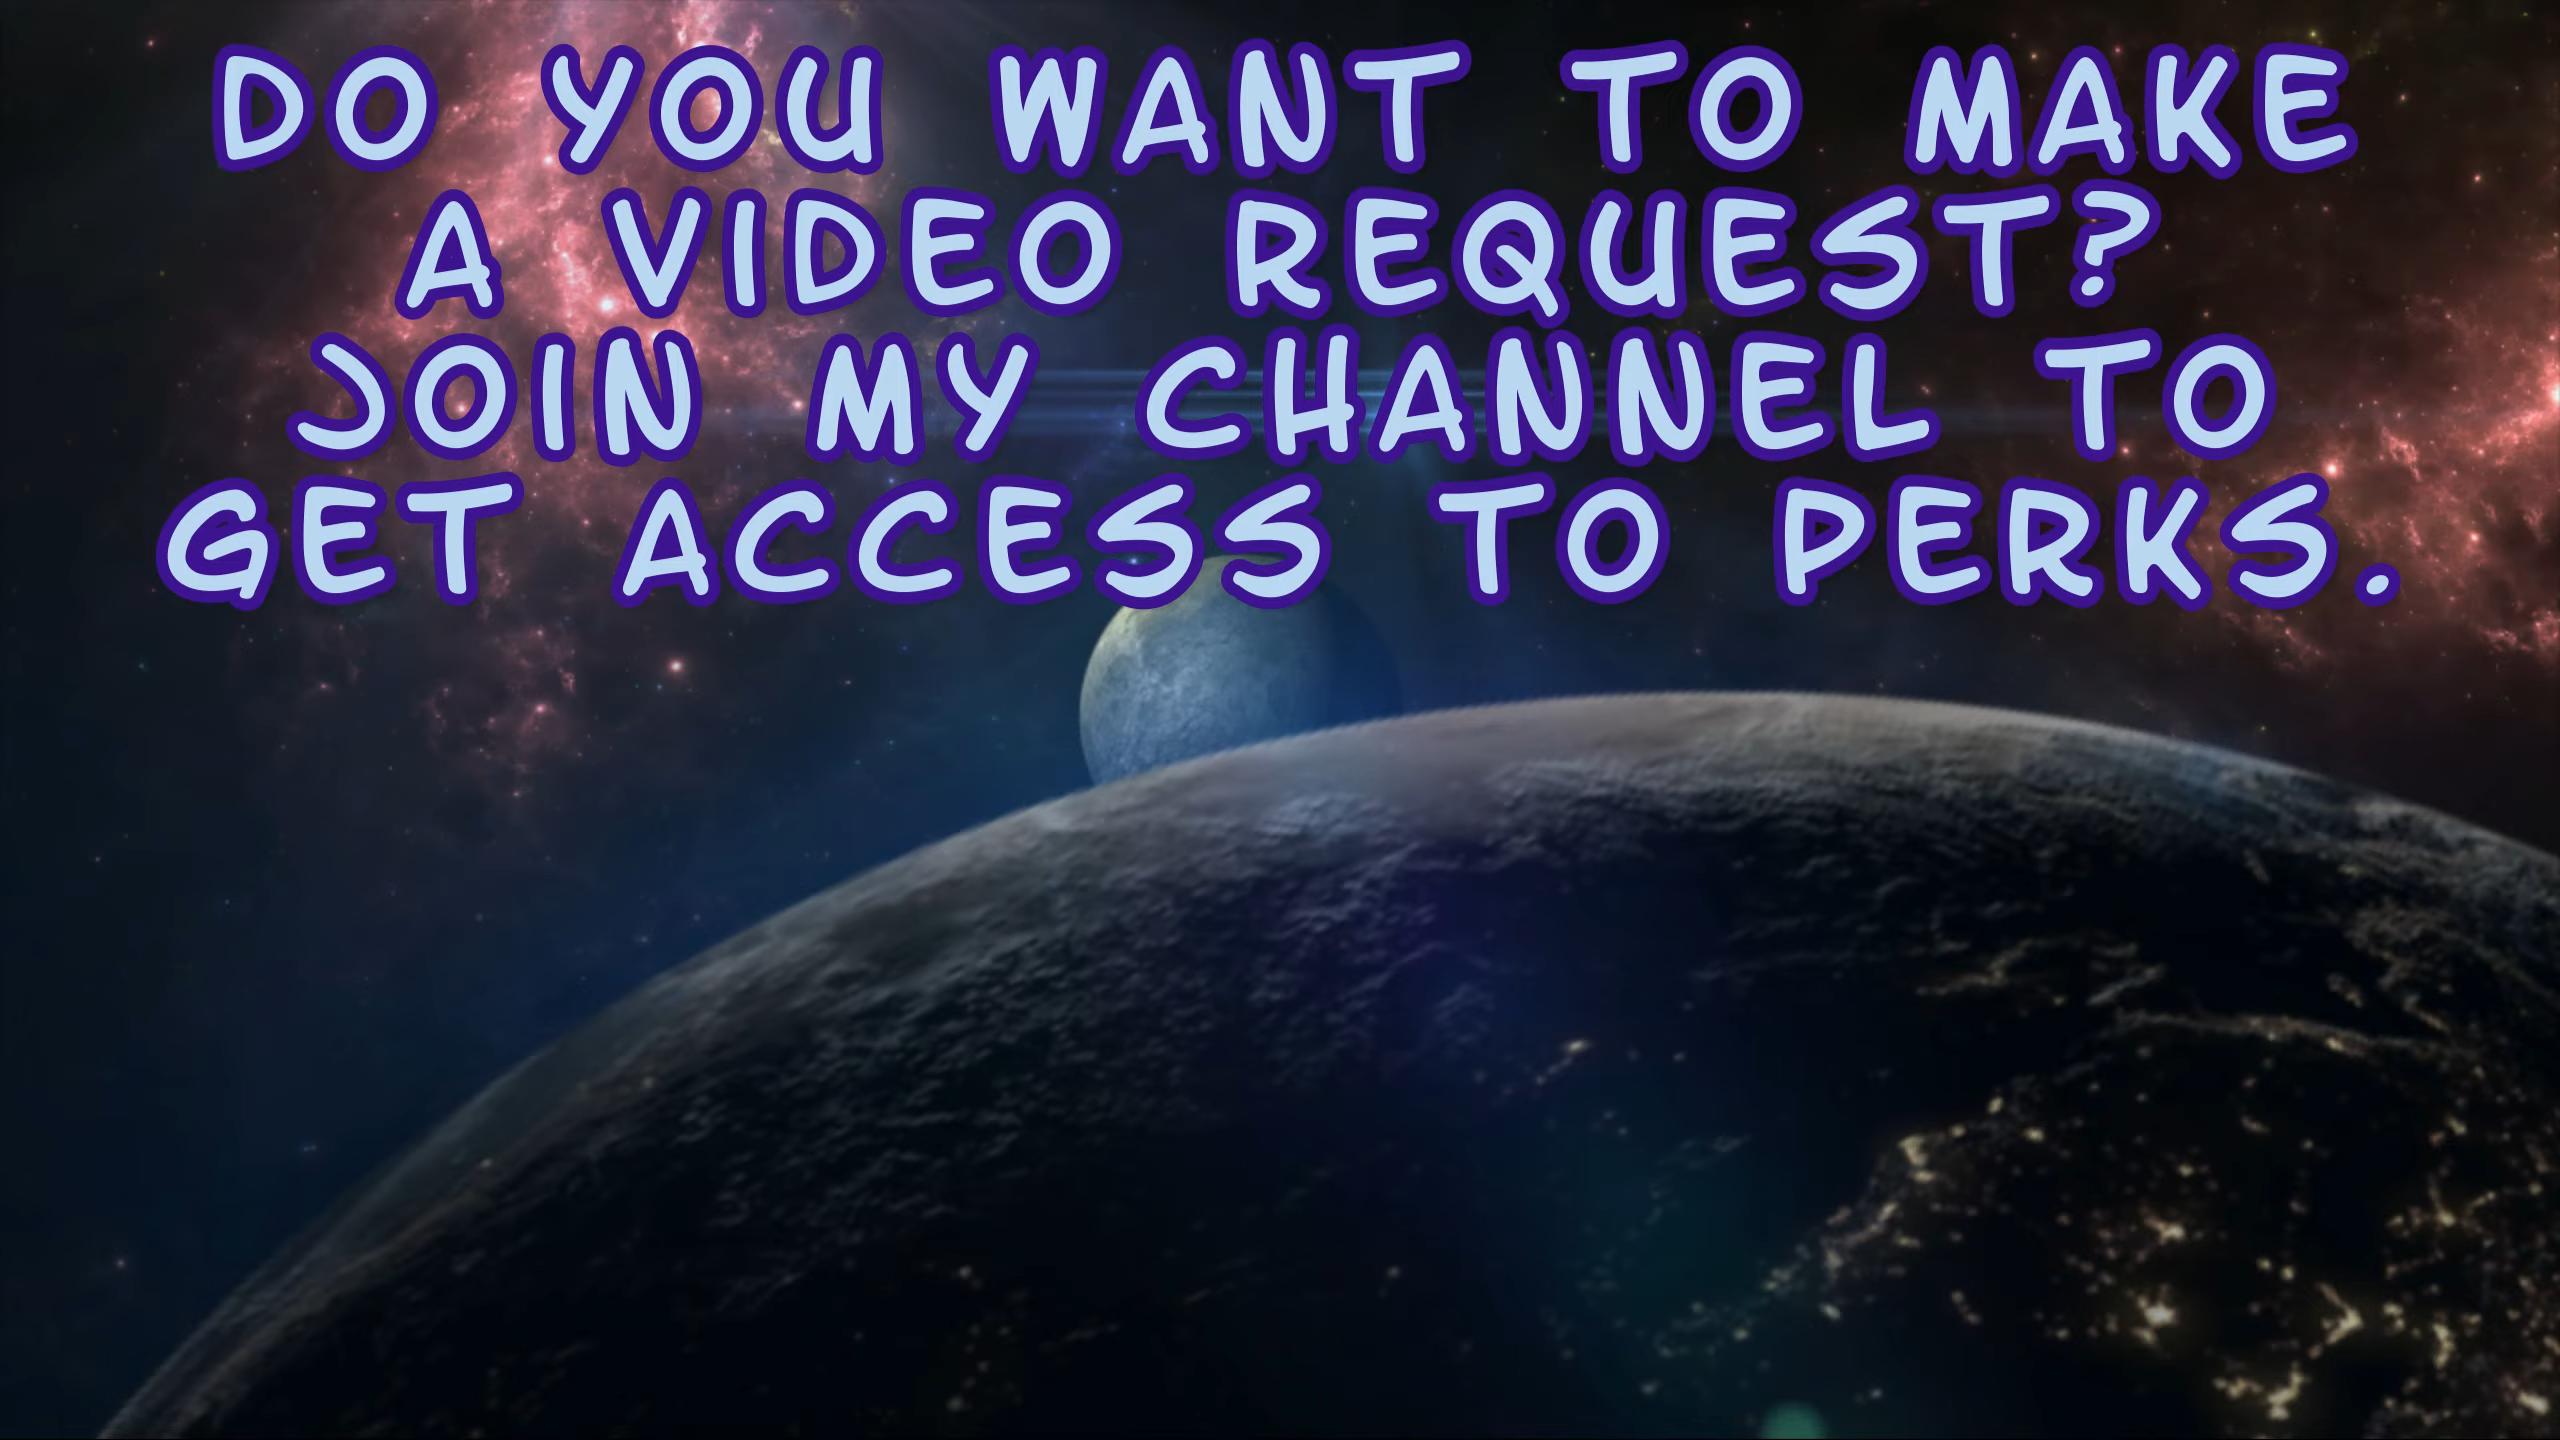 DO YOU WANT TO MAKE
A VIDEO REQUEST?
JOIN MY CHANNEL TO
GET ACCESS TO PERKS.